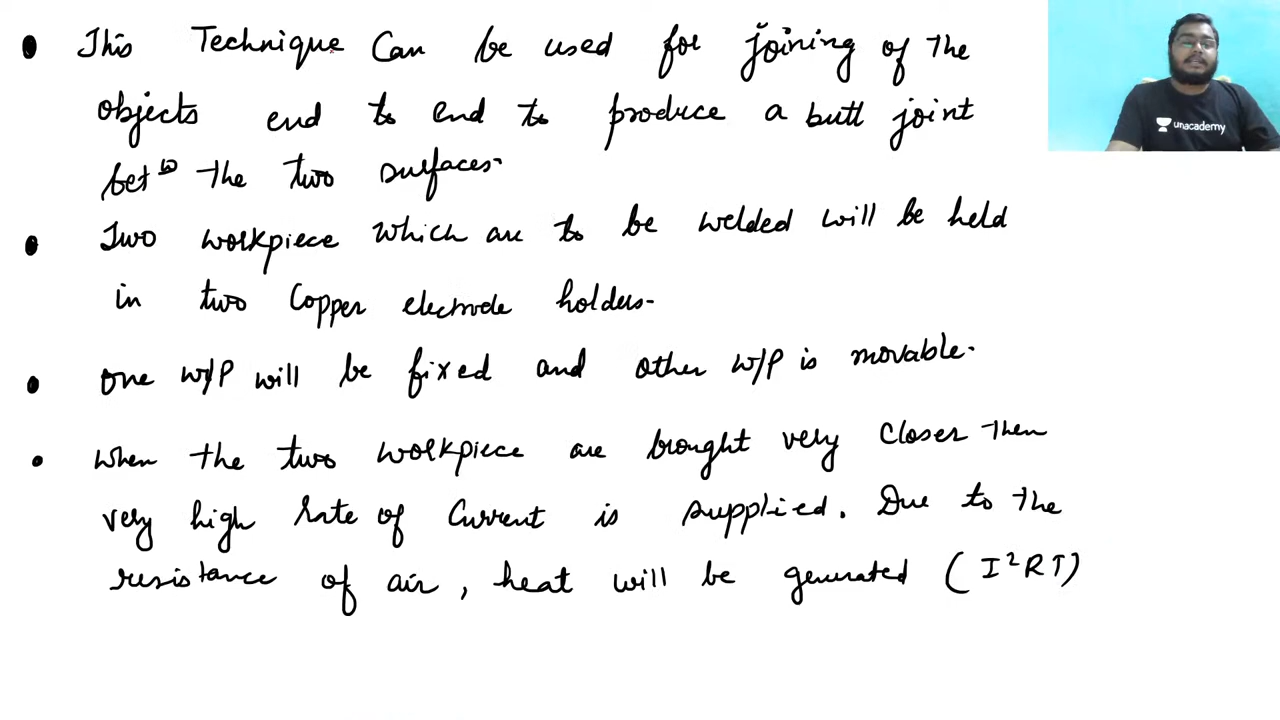 This Technique Can be used for joining of the
objects end to end to produce a butt joint
betw the two surfaces.
Two workpiece which are to be welded will be held
in two Copper electrode holders.
One W/P will be fixed and other W/P is movable.
When the two workpiece are brought very closer then
very high rate of Current is supplied. Due to the
resistance of air, heat will be generated (I²RT)
unacademy